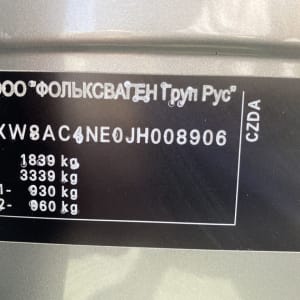 ООО "ФОЛЬКСВАГЕН Груп Рус"
XW8AC4NE0JH008906
1839 kg
3339 kg
1- 930 kg
2- 960 kg
CZDA